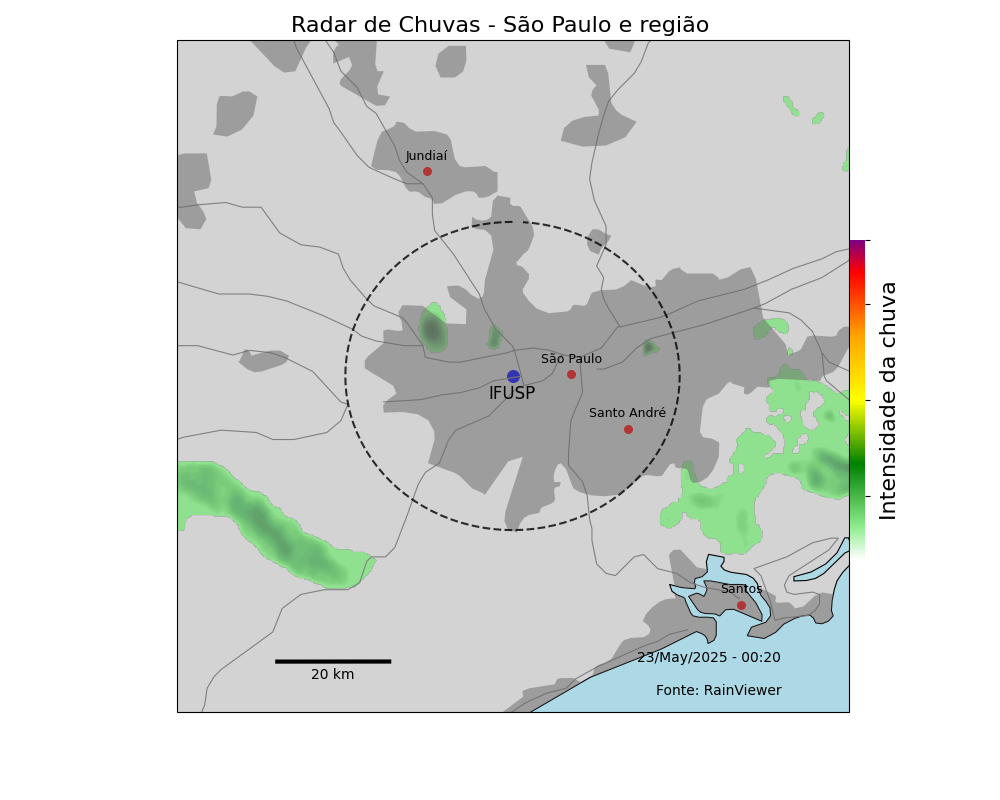 Radar de Chuvas - São Paulo e região
Jundiaí
São Paulo
IFUSP
Santo André
Intensidade da chuva
Santos
23/May/2025 - 00:20
20 km
Fonte: RainViewer